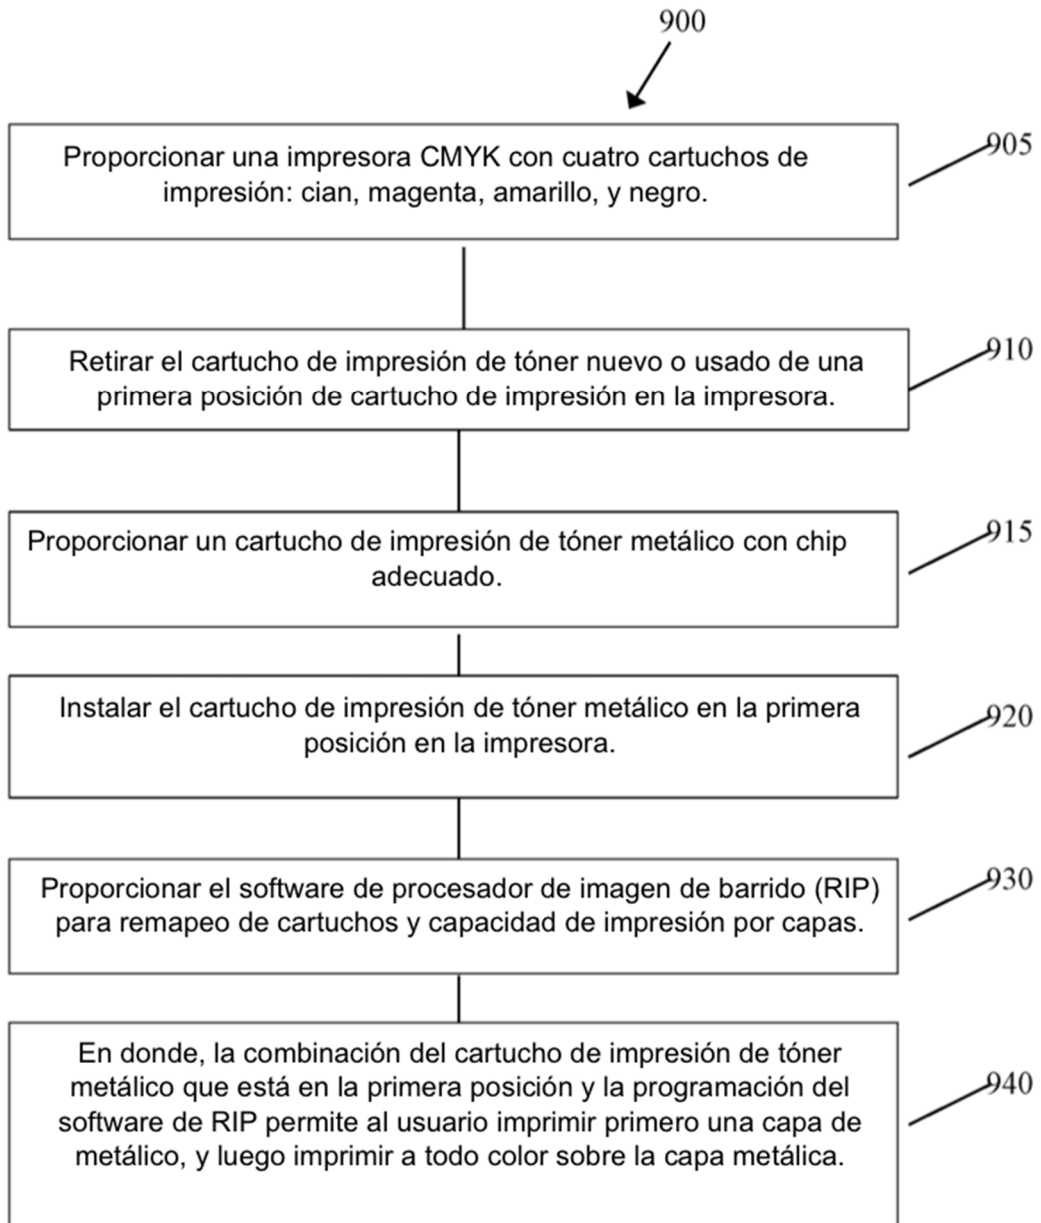 900
Proporcionar una impresora CMYK con cuatro cartuchos de
impresión: cian, magenta, amarillo, y negro.
905
Retirar el cartucho de impresión de tóner nuevo o usado de una
primera posición de cartucho de impresión en la impresora.
910
Proporcionar un cartucho de impresión de tóner metálico con chip
adecuado.
915
Instalar el cartucho de impresión de tóner metálico en la primera
posición en la impresora.
920
Proporcionar el software de procesador de imagen de barrido (RIP)
para remapeo de cartuchos y capacidad de impresión por capas.
930
En donde, la combinación del cartucho de impresión de tóner
metálico que está en la primera posición y la programación del
software de RIP permite al usuario imprimir primero una capa de
metálico, y luego imprimir a todo color sobre la capa metálica.
940